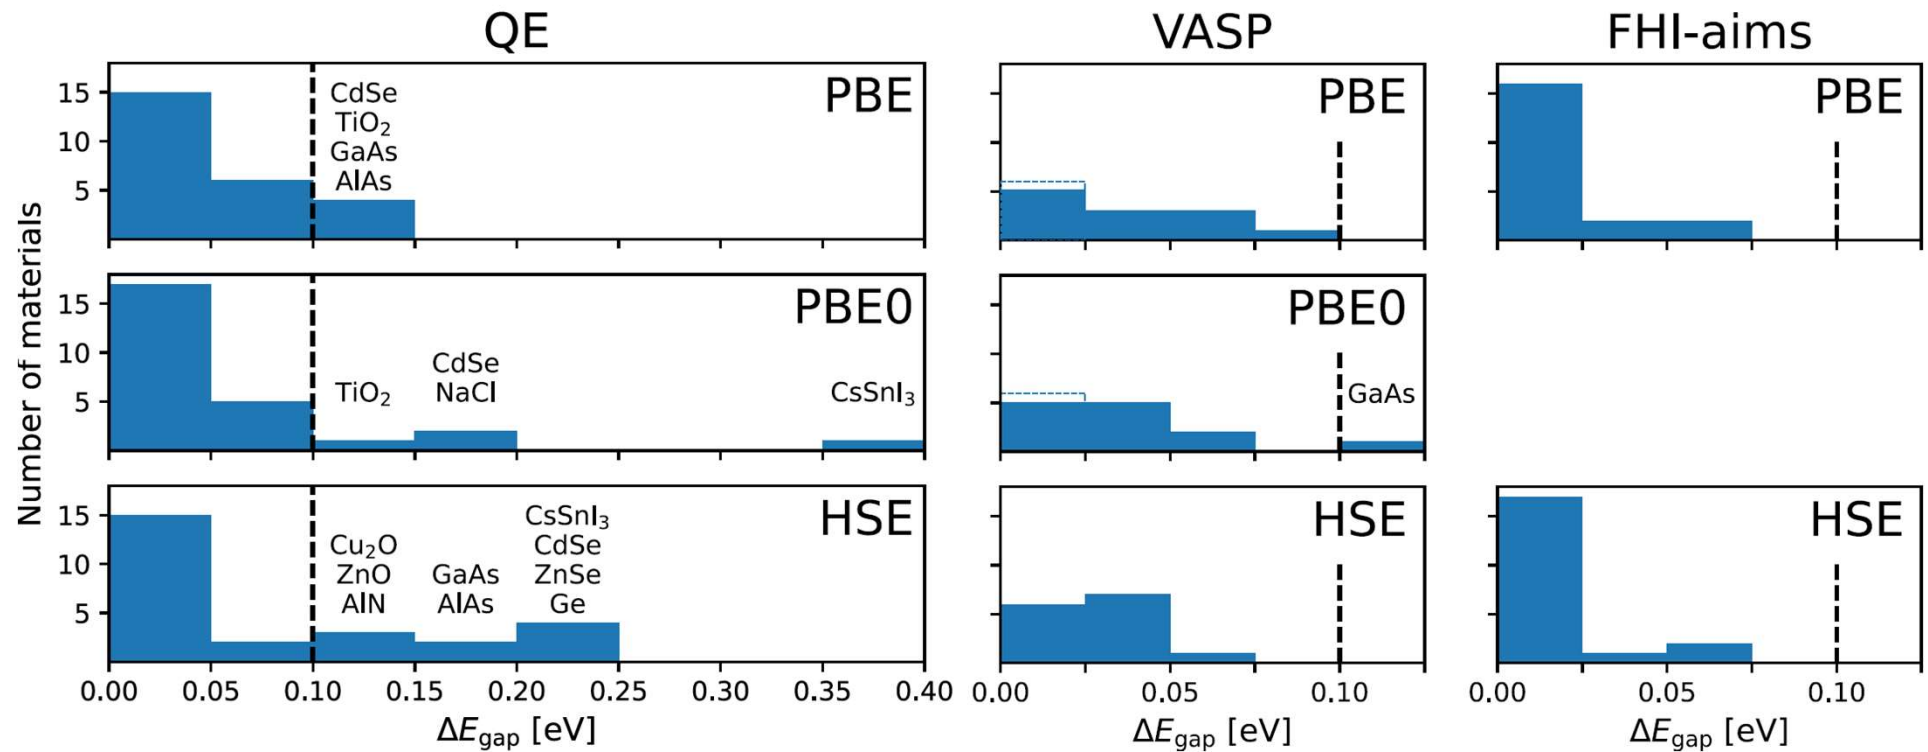 QE
VASP
FHI-aims
Number of materials
15
10
5
CdSe
TiO₂
GaAs
AlAs
PBE
PBE
PBE
15
10
5
TiO₂
CdSe
NaCl
CsSnI₃
PBE0
PBE0
GaAs
15
10
5
Cu₂O
ZnO
AlN
GaAs
AlAs
CsSnI₃
CdSe
ZnSe
Ge
HSE
HSE
HSE
0.00 0.05 0.10 0.15 0.20 0.25 0.30 0.35 0.40
0.00 0.05 0.10
0.00 0.05 0.10
ΔE_gap [eV]
ΔE_gap [eV]
ΔE_gap [eV]